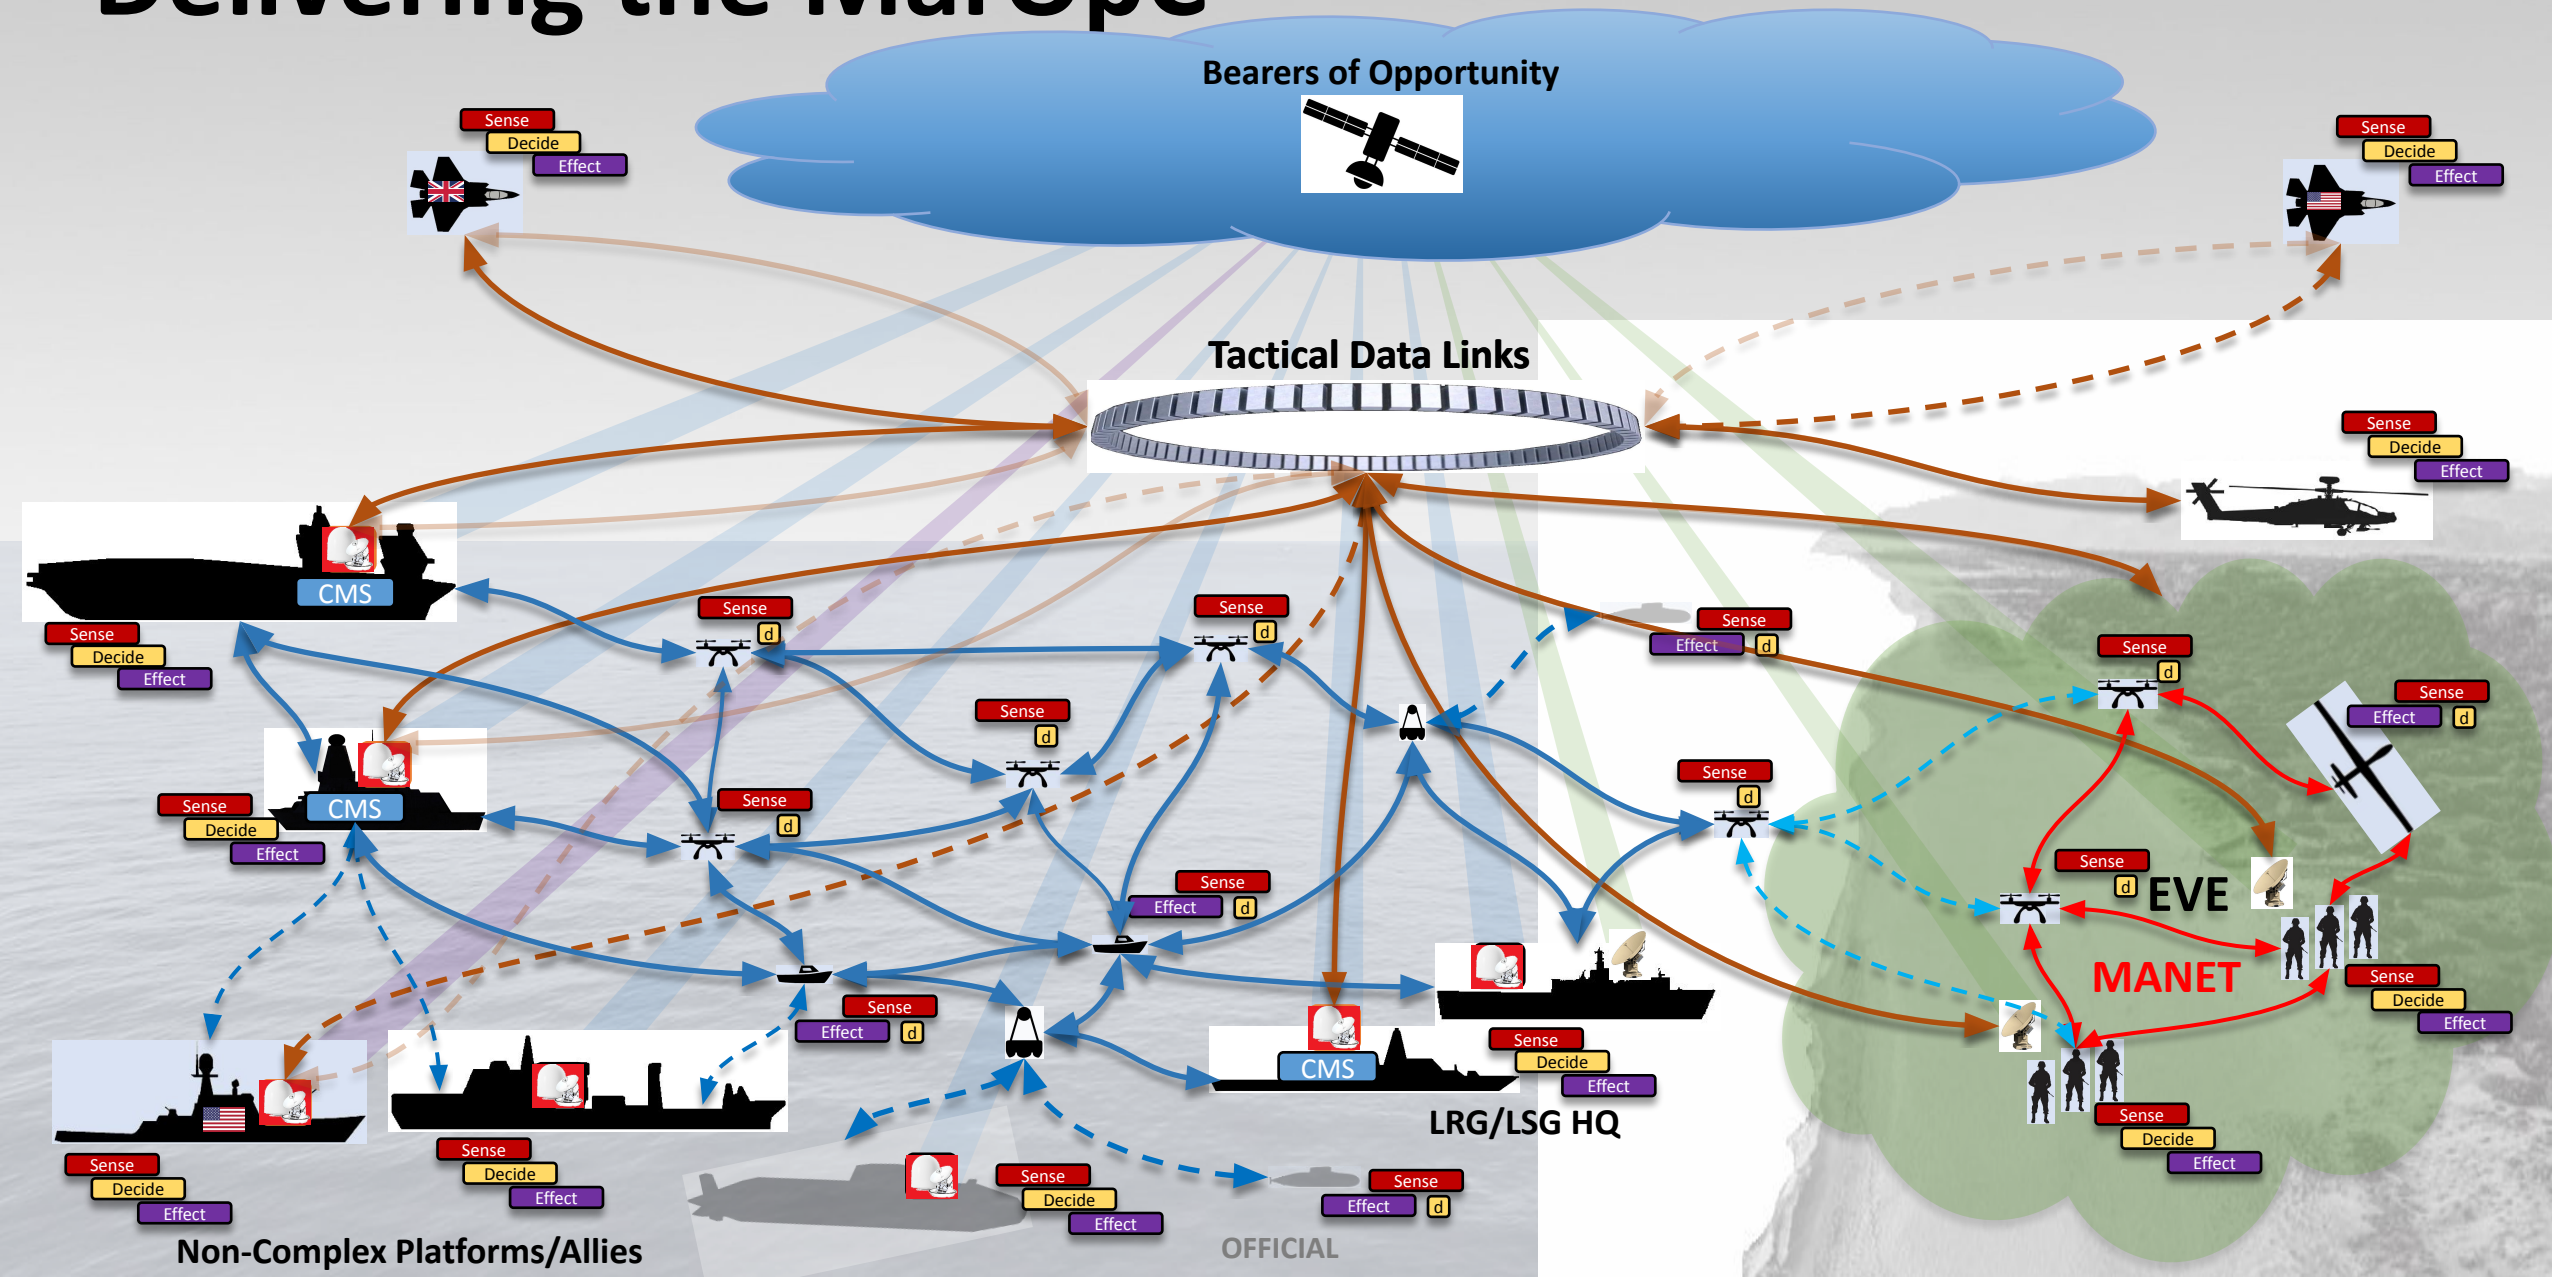 Delivering the MarOpC
Bearers of Opportunity
Sense
Decide
Effect
Sense
Decide
Effect
Tactical Data Links
Sense
Decide
Effect
CMS
Sense
Decide
Effect
Sense
d
Sense
d
Sense
Effect d
Sense
d
Sense
Effect d
Sense
d
CMS
Sense
Decide
Effect
Sense
d
Sense
d
Sense
d
EVE
Sense
Effect d
MANET
Sense
Decide
Effect
Sense
Effect d
CMS
Sense
Decide
Effect
LRG/LSG HQ
Sense
Decide
Effect
Sense
Decide
Effect
Sense
Decide
Effect
Sense
Decide
Effect
Sense
Effect d
Non-Complex Platforms/Allies
OFFICIAL